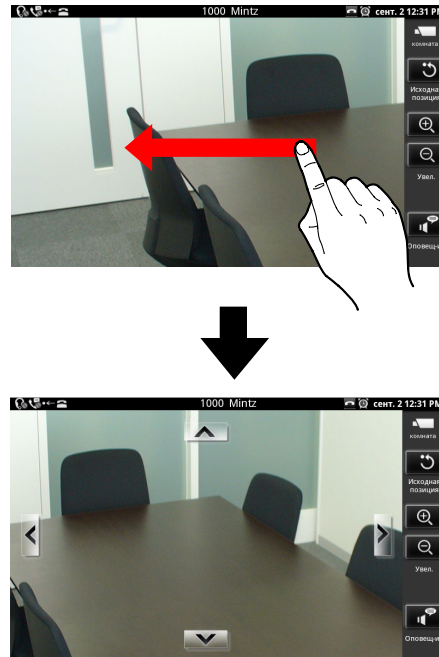 1000 Mintz
сент. 2 12:31 PM
комната
Исходная
позиция
Увел.
Оповещ-и
1000 Mintz
сент. 2 12:31 PM
комната
Исходная
позиция
Увел.
Оповещ-и